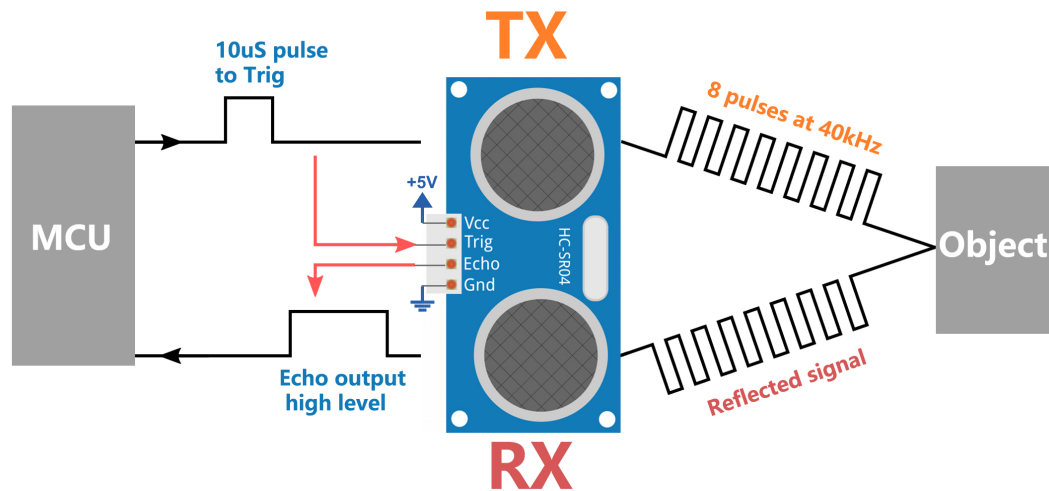 TX
10uS pulse
to Trig
8 pulses at 40kHz
+5V
MCU
Vcc
Trig
Echo
Gnd
HC-SR04
Object
Echo output
high level
Reflected signal
RX